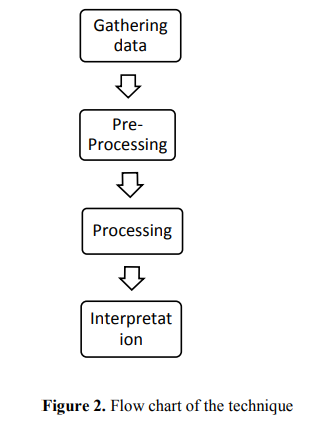 Gathering
data
Pre-
Processing
Processing
Interpretat
ion
Figure 2. Flow chart of the technique